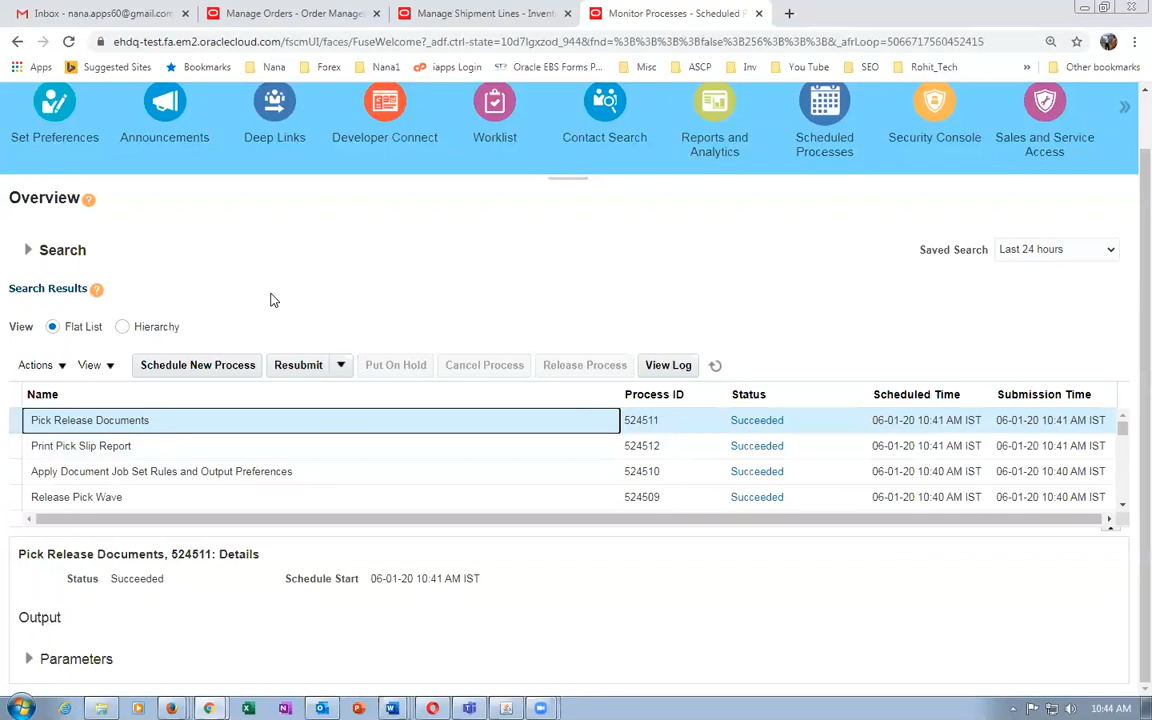 Inbox - nana.apps60@gmail.com
Manage Orders - Order Manage
Manage Shipment Lines - Invent
Monitor Processes - Scheduled P
ehdq-test.fa.em2.oraclecloud.com/fscmUI/faces/FuseWelcome?_adf.ctrl-state=10d7lgxzod_944&fnd=%3B%3B%3B%3Bfalse%3B256%3B%3B%3B&_afrLoop=5066717560452415
Apps
Suggested Sites
Bookmarks
Nana
Forex
Nana1
iapps Login
Oracle EBS Forms P...
Misc
ASCP
Inv
You Tube
SEO
Rohit_Tech
»
Other bookmarks
Set Preferences
Announcements
Deep Links
Developer Connect
Worklist
Contact Search
Reports and Analytics
Scheduled Processes
Security Console
Sales and Service Access
Overview
Search
Saved Search Last 24 hours
Search Results
View Flat List Hierarchy
Actions View Schedule New Process Resubmit Put On Hold Cancel Process Release Process View Log
Name Process ID Status Scheduled Time Submission Time
Pick Release Documents 524511 Succeeded 06-01-20 10:41 AM IST 06-01-20 10:41 AM IST
Print Pick Slip Report 524512 Succeeded 06-01-20 10:41 AM IST 06-01-20 10:41 AM IST
Apply Document Job Set Rules and Output Preferences 524510 Succeeded 06-01-20 10:40 AM IST 06-01-20 10:40 AM IST
Release Pick Wave 524509 Succeeded 06-01-20 10:40 AM IST 06-01-20 10:40 AM IST
Pick Release Documents, 524511: Details
Status Succeeded Schedule Start 06-01-20 10:41 AM IST
Output
Parameters
10:44 AM